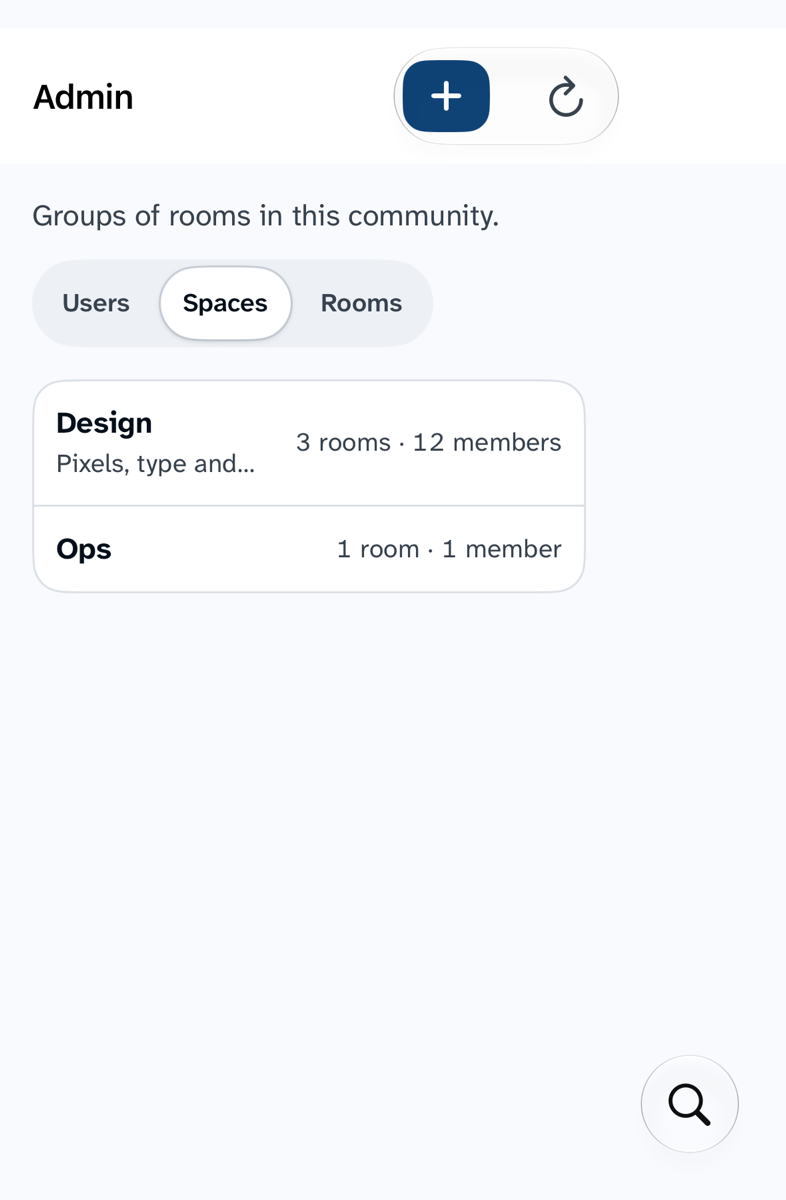 Admin
Groups of rooms in this community.
Users Spaces Rooms
Design
Pixels, type and...
3 rooms · 12 members
Ops
1 room · 1 member